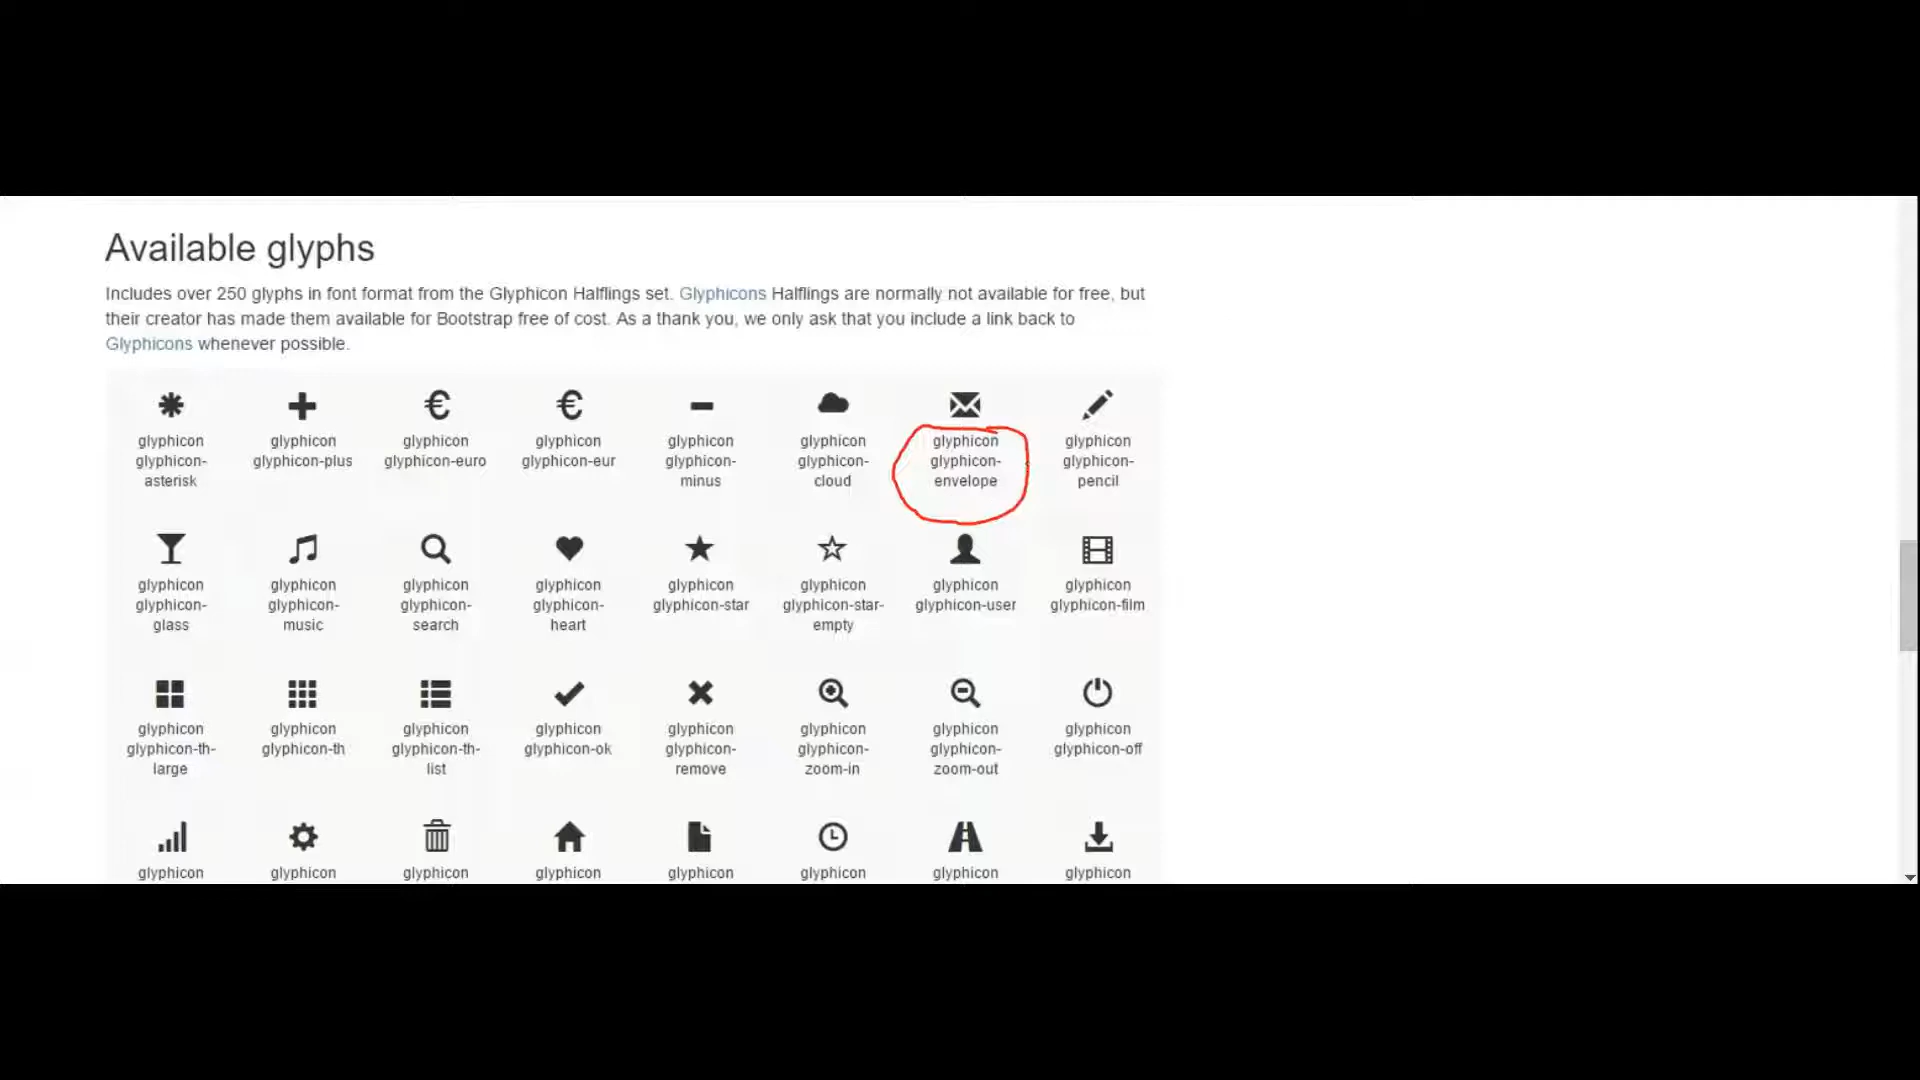 Available glyphs
Includes over 250 glyphs in font format from the Glyphicon Halflings set. Glyphicons Halflings are normally not available for free, but
their creator has made them available for Bootstrap free of cost. As a thank you, we only ask that you include a link back to
Glyphicons whenever possible.
glyphicon glyphicon-asterisk
glyphicon glyphicon-plus
glyphicon glyphicon-euro
glyphicon glyphicon-eur
glyphicon glyphicon-minus
glyphicon glyphicon-cloud
glyphicon glyphicon-envelope
glyphicon glyphicon-pencil
glyphicon glyphicon-glass
glyphicon glyphicon-music
glyphicon glyphicon-search
glyphicon glyphicon-heart
glyphicon glyphicon-star
glyphicon glyphicon-star-empty
glyphicon glyphicon-user
glyphicon glyphicon-film
glyphicon glyphicon-th-large
glyphicon glyphicon-th
glyphicon glyphicon-th-list
glyphicon glyphicon-ok
glyphicon glyphicon-remove
glyphicon glyphicon-zoom-in
glyphicon glyphicon-zoom-out
glyphicon glyphicon-off
glyphicon
glyphicon
glyphicon
glyphicon
glyphicon
glyphicon
glyphicon
glyphicon